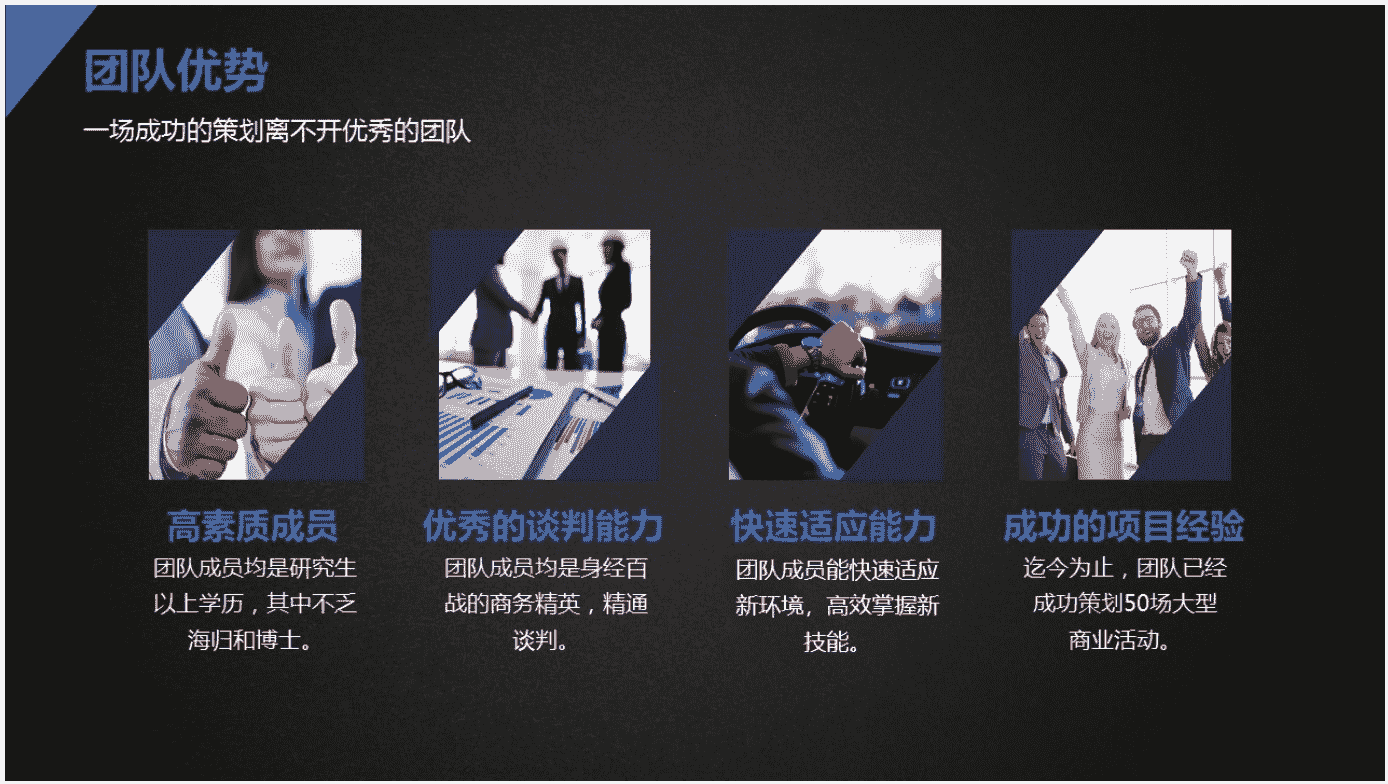 团队优势
一场成功的策划离不开优秀的团队
高素质成员
团队成员均是研究生
以上学历，其中不乏
海归和博士。
优秀的谈判能力
团队成员均是身经百
战的商务精英，精通
谈判。
快速适应能力
团队成员能快速适应
新环境，高效掌握新
技能。
成功的项目经验
迄今为止，团队已经
成功策划50场大型
商业活动。